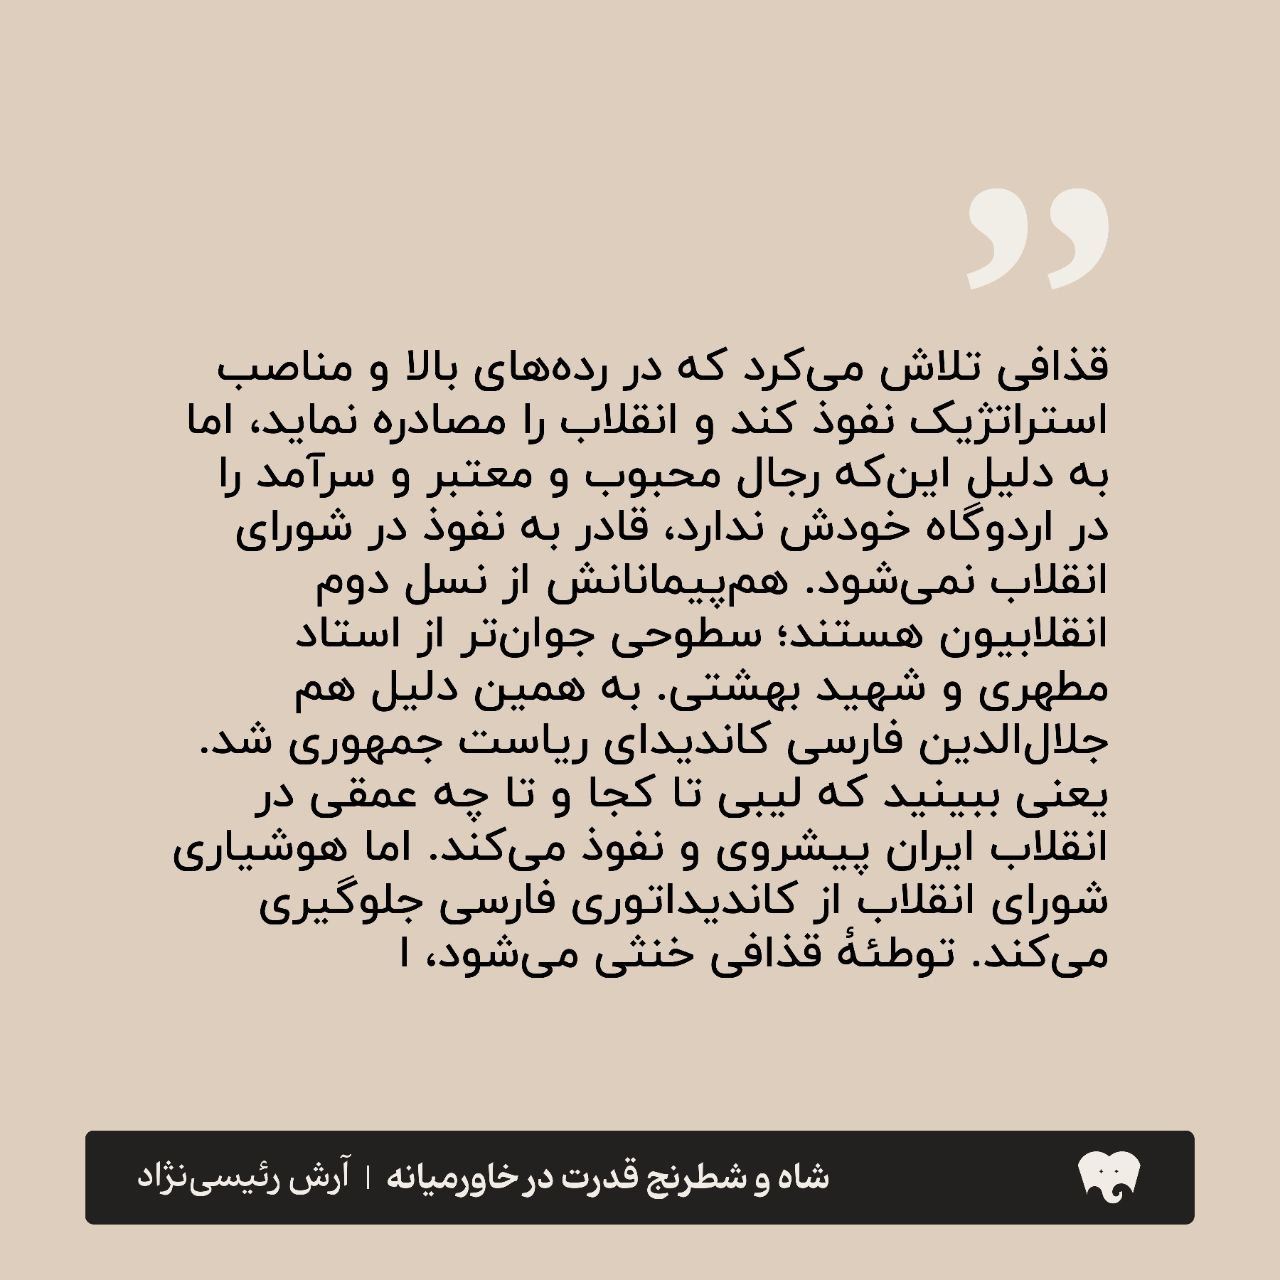 قذافی تلاش می‌کرد که در رده‌های بالا و مناصب
استراتژیک نفوذ کند و انقلاب را مصادره نماید، اما
به دلیل این‌که رجال محبوب و معتبر و سرآمد را
در اردوگاه خودش ندارد، قادر به نفوذ در شورای
انقلاب نمی‌شود. هم‌پیمانانش از نسل دوم
انقلابیون هستند؛ سطوحی جوان‌تر از استاد
مطهری و شهید بهشتی. به همین دلیل هم
جلال‌الدین فارسی کاندیدای ریاست جمهوری شد.
یعنی ببینید که لیبی تا کجا و تا چه عمقی در
انقلاب ایران پیشروی و نفوذ می‌کند. اما هوشیاری
شورای انقلاب از کاندیداتوری فارسی جلوگیری
می‌کند. توطئهٔ قذافی خنثی می‌شود، ا
شاه و شطرنج قدرت در خاورمیانه | آرش رئیسی‌نژاد